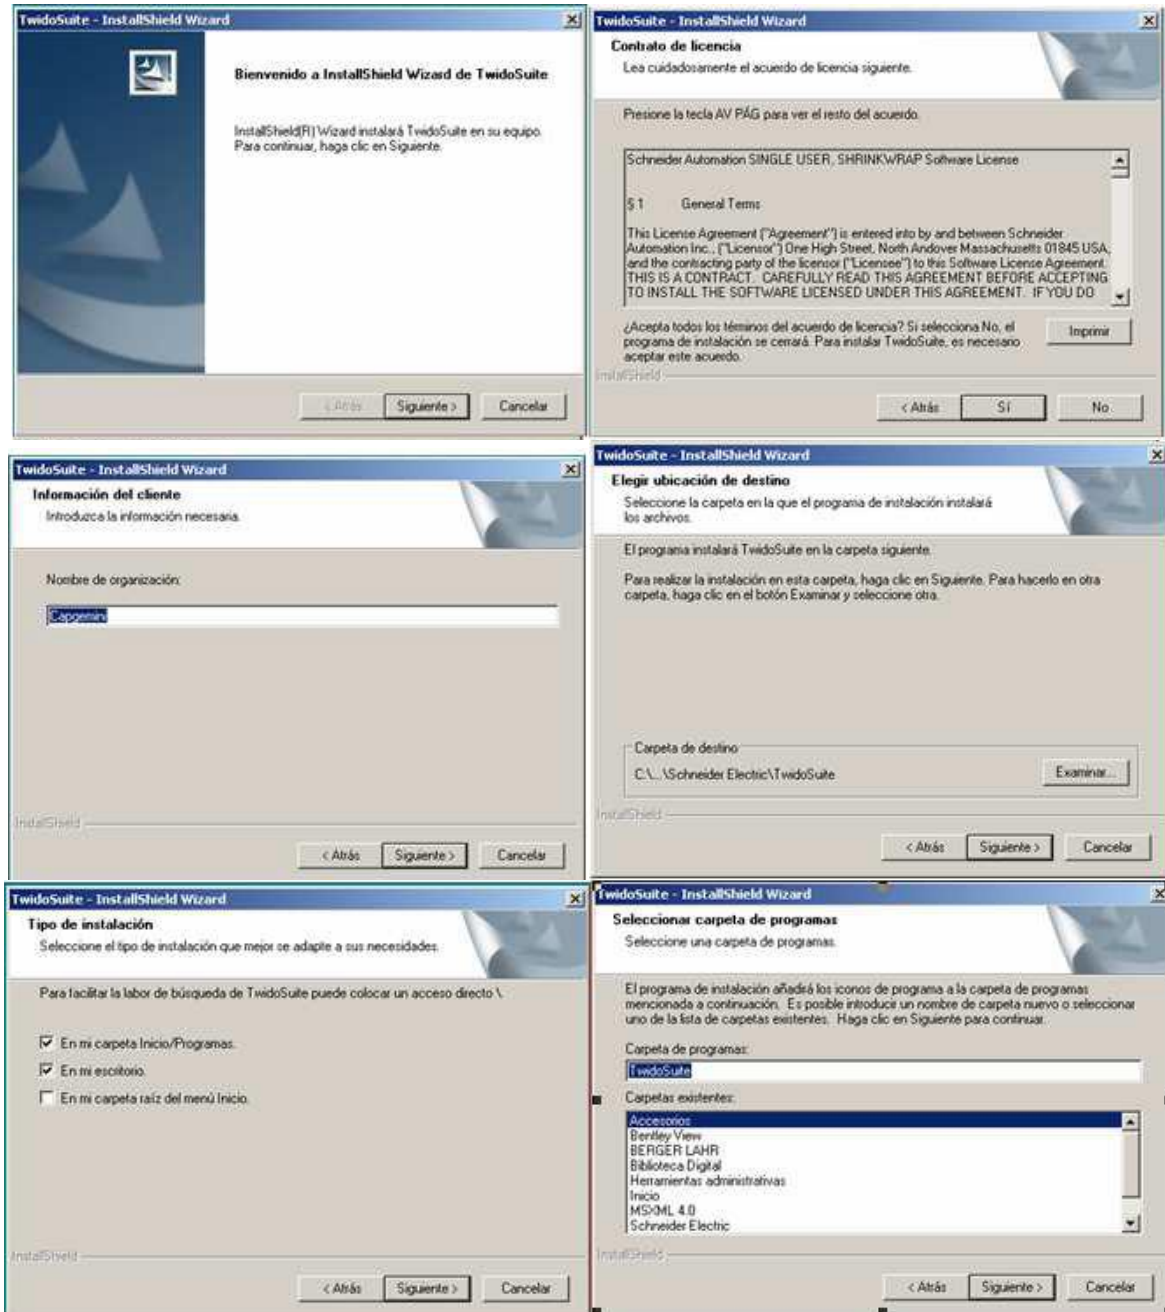 TwidoSuite - InstallShield Wizard
Bienvenido a InstallShield Wizard de TwidoSuite
InstallShield(R) Wizard instalará TwidoSuite en su equipo.
Para continuar, haga clic en Siguiente.
< Atrás
Siguiente >
Cancelar
TwidoSuite - InstallShield Wizard
Contrato de licencia
Lea cuidadosamente el acuerdo de licencia siguiente.
Presione la tecla AV PÁG para ver el resto del acuerdo.
Schneider Automation SINGLE USER, SHRINKWRAP Software License
§ 1 General Terms
This License Agreement ("Agreement") is entered into by and between Schneider
Automation Inc., ("Licensor") One High Street, North Andover Massachusetts 01845 USA,
and the contracting party of the licensor ("Licensee") to this Software License Agreement.
THIS IS A CONTRACT. CAREFULLY READ THIS AGREEMENT BEFORE ACCEPTING
TO INSTALL THE SOFTWARE LICENSED UNDER THIS AGREEMENT. IF YOU DO
¿Acepta todos los términos del acuerdo de licencia? Si selecciona No, el
programa de instalación se cerrará. Para instalar TwidoSuite, es necesario
aceptar este acuerdo.
Imprimir
InstallShield
< Atrás
Sí
No
TwidoSuite - InstallShield Wizard
Información del cliente
Introduzca la información necesaria.
Nombre de organización:
Capgemini
InstallShield
< Atrás
Siguiente >
Cancelar
TwidoSuite - InstallShield Wizard
Elegir ubicación de destino
Seleccione la carpeta en la que el programa de instalación instalará
los archivos.
El programa instalará TwidoSuite en la carpeta siguiente.
Para realizar la instalación en esta carpeta, haga clic en Siguiente. Para hacerlo en otra
carpeta, haga clic en el botón Examinar y seleccione otra.
Carpeta de destino
C:\...\Schneider Electric\TwidoSuite
Examinar...
InstallShield
< Atrás
Siguiente >
Cancelar
TwidoSuite - InstallShield Wizard
Tipo de instalación
Seleccione el tipo de instalación que mejor se adapte a sus necesidades.
Para facilitar la labor de búsqueda de TwidoSuite puede colocar un acceso directo \
En mi carpeta Inicio/Programas.
En mi escritorio.
En mi carpeta raíz del menú Inicio.
InstallShield
< Atrás
Siguiente >
Cancelar
TwidoSuite - InstallShield Wizard
Seleccionar carpeta de programas
Seleccione una carpeta de programas.
El programa de instalación añadirá los iconos de programa a la carpeta de programas
mencionada a continuación. Es posible introducir un nombre de carpeta nuevo o seleccionar
uno de la lista de carpetas existentes. Haga clic en Siguiente para continuar.
Carpeta de programas:
TwidoSuite
Carpetas existentes:
Accesorios
Bentley View
BERGER LAHR
Biblioteca Digital
Herramientas administrativas
Inicio
MSXML 4.0
Schneider Electric
InstallShield
< Atrás
Siguiente >
Cancelar